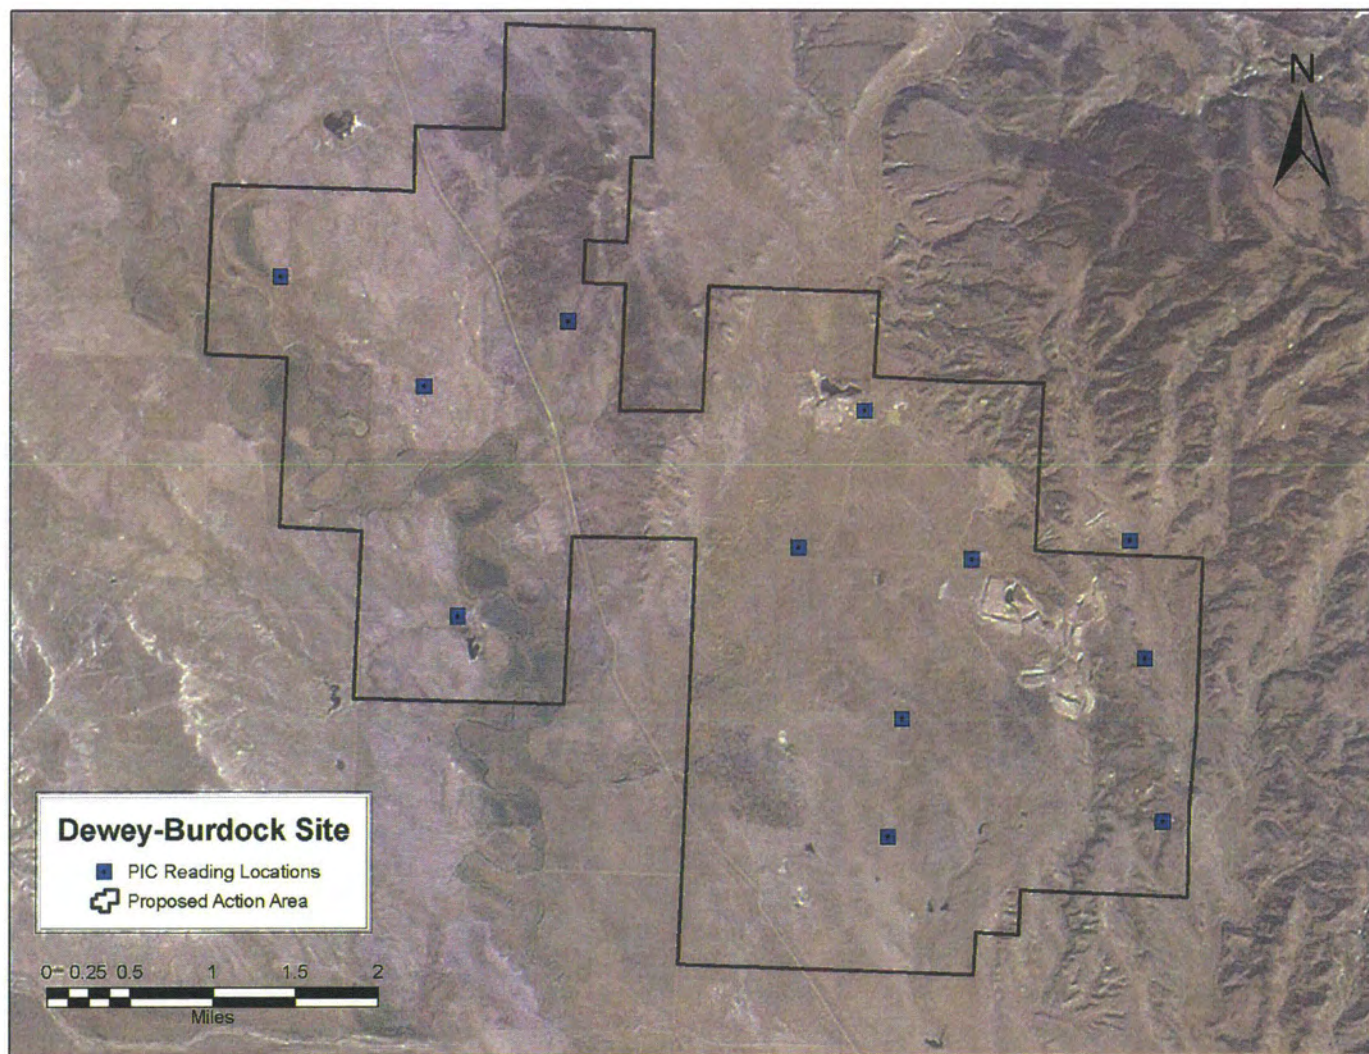 N
Dewey-Burdock Site
PIC Reading Locations
Proposed Action Area
0 0.25 0.5 1 1.5 2
Miles